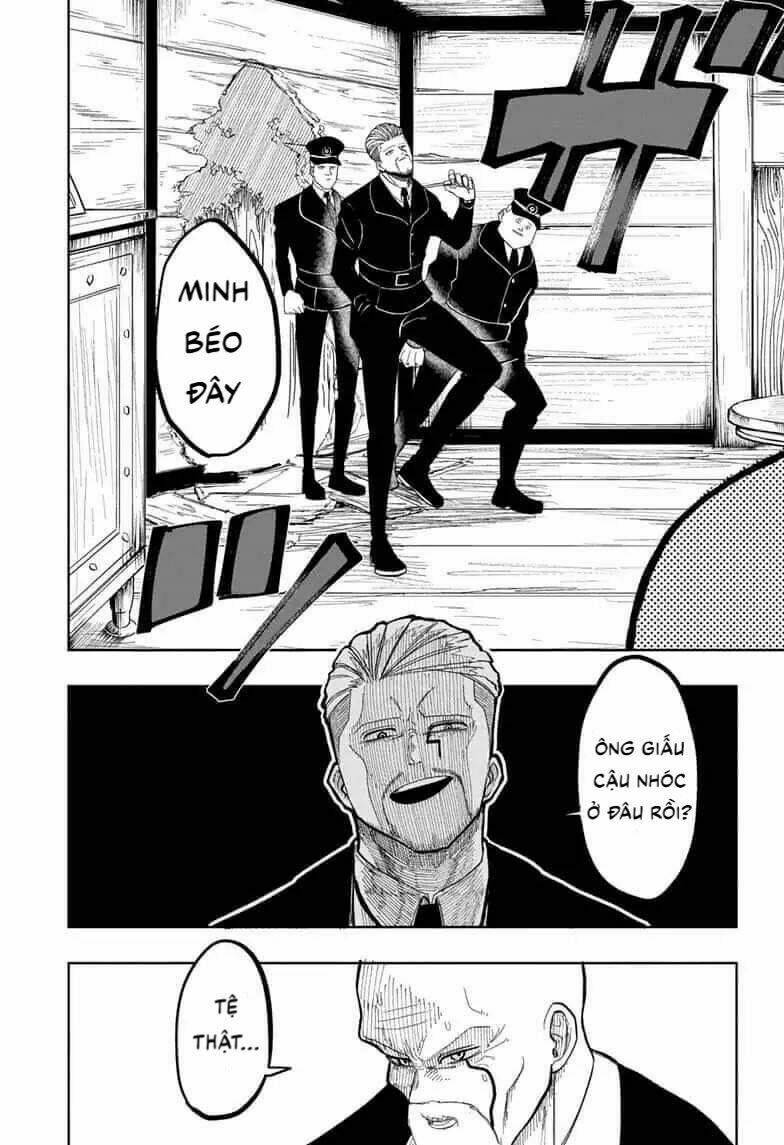 MINH
BÉO
ĐÂY
ÔNG GIẤU
CẬU NHÓC
Ở ĐÂU RỒI?
TỆ
THẬT...